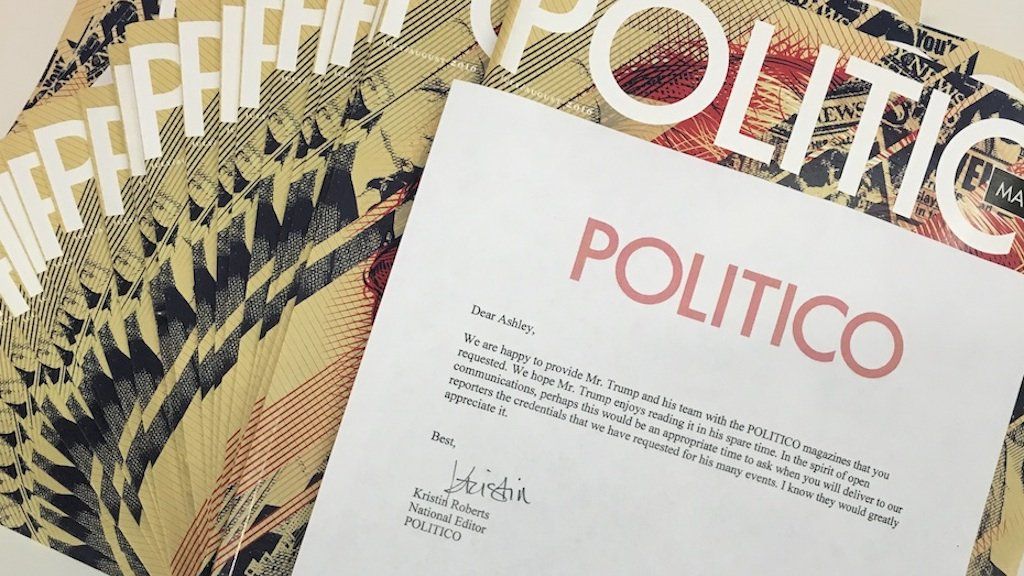 POLITICO
POLITIC
MA
POLITICO
Dear Ashley,
We are happy to provide Mr. Trump and his team with the POLITICO magazines that you
requested. We hope Mr. Trump enjoys reading it in his spare time. In the spirit of open
communications, perhaps this would be an appropriate time to ask when you will deliver to our
reporters the credentials that we have requested for his many events. I know they would greatly
appreciate it.
Best,
Kristin
Kristin Roberts
National Editor
POLITICO